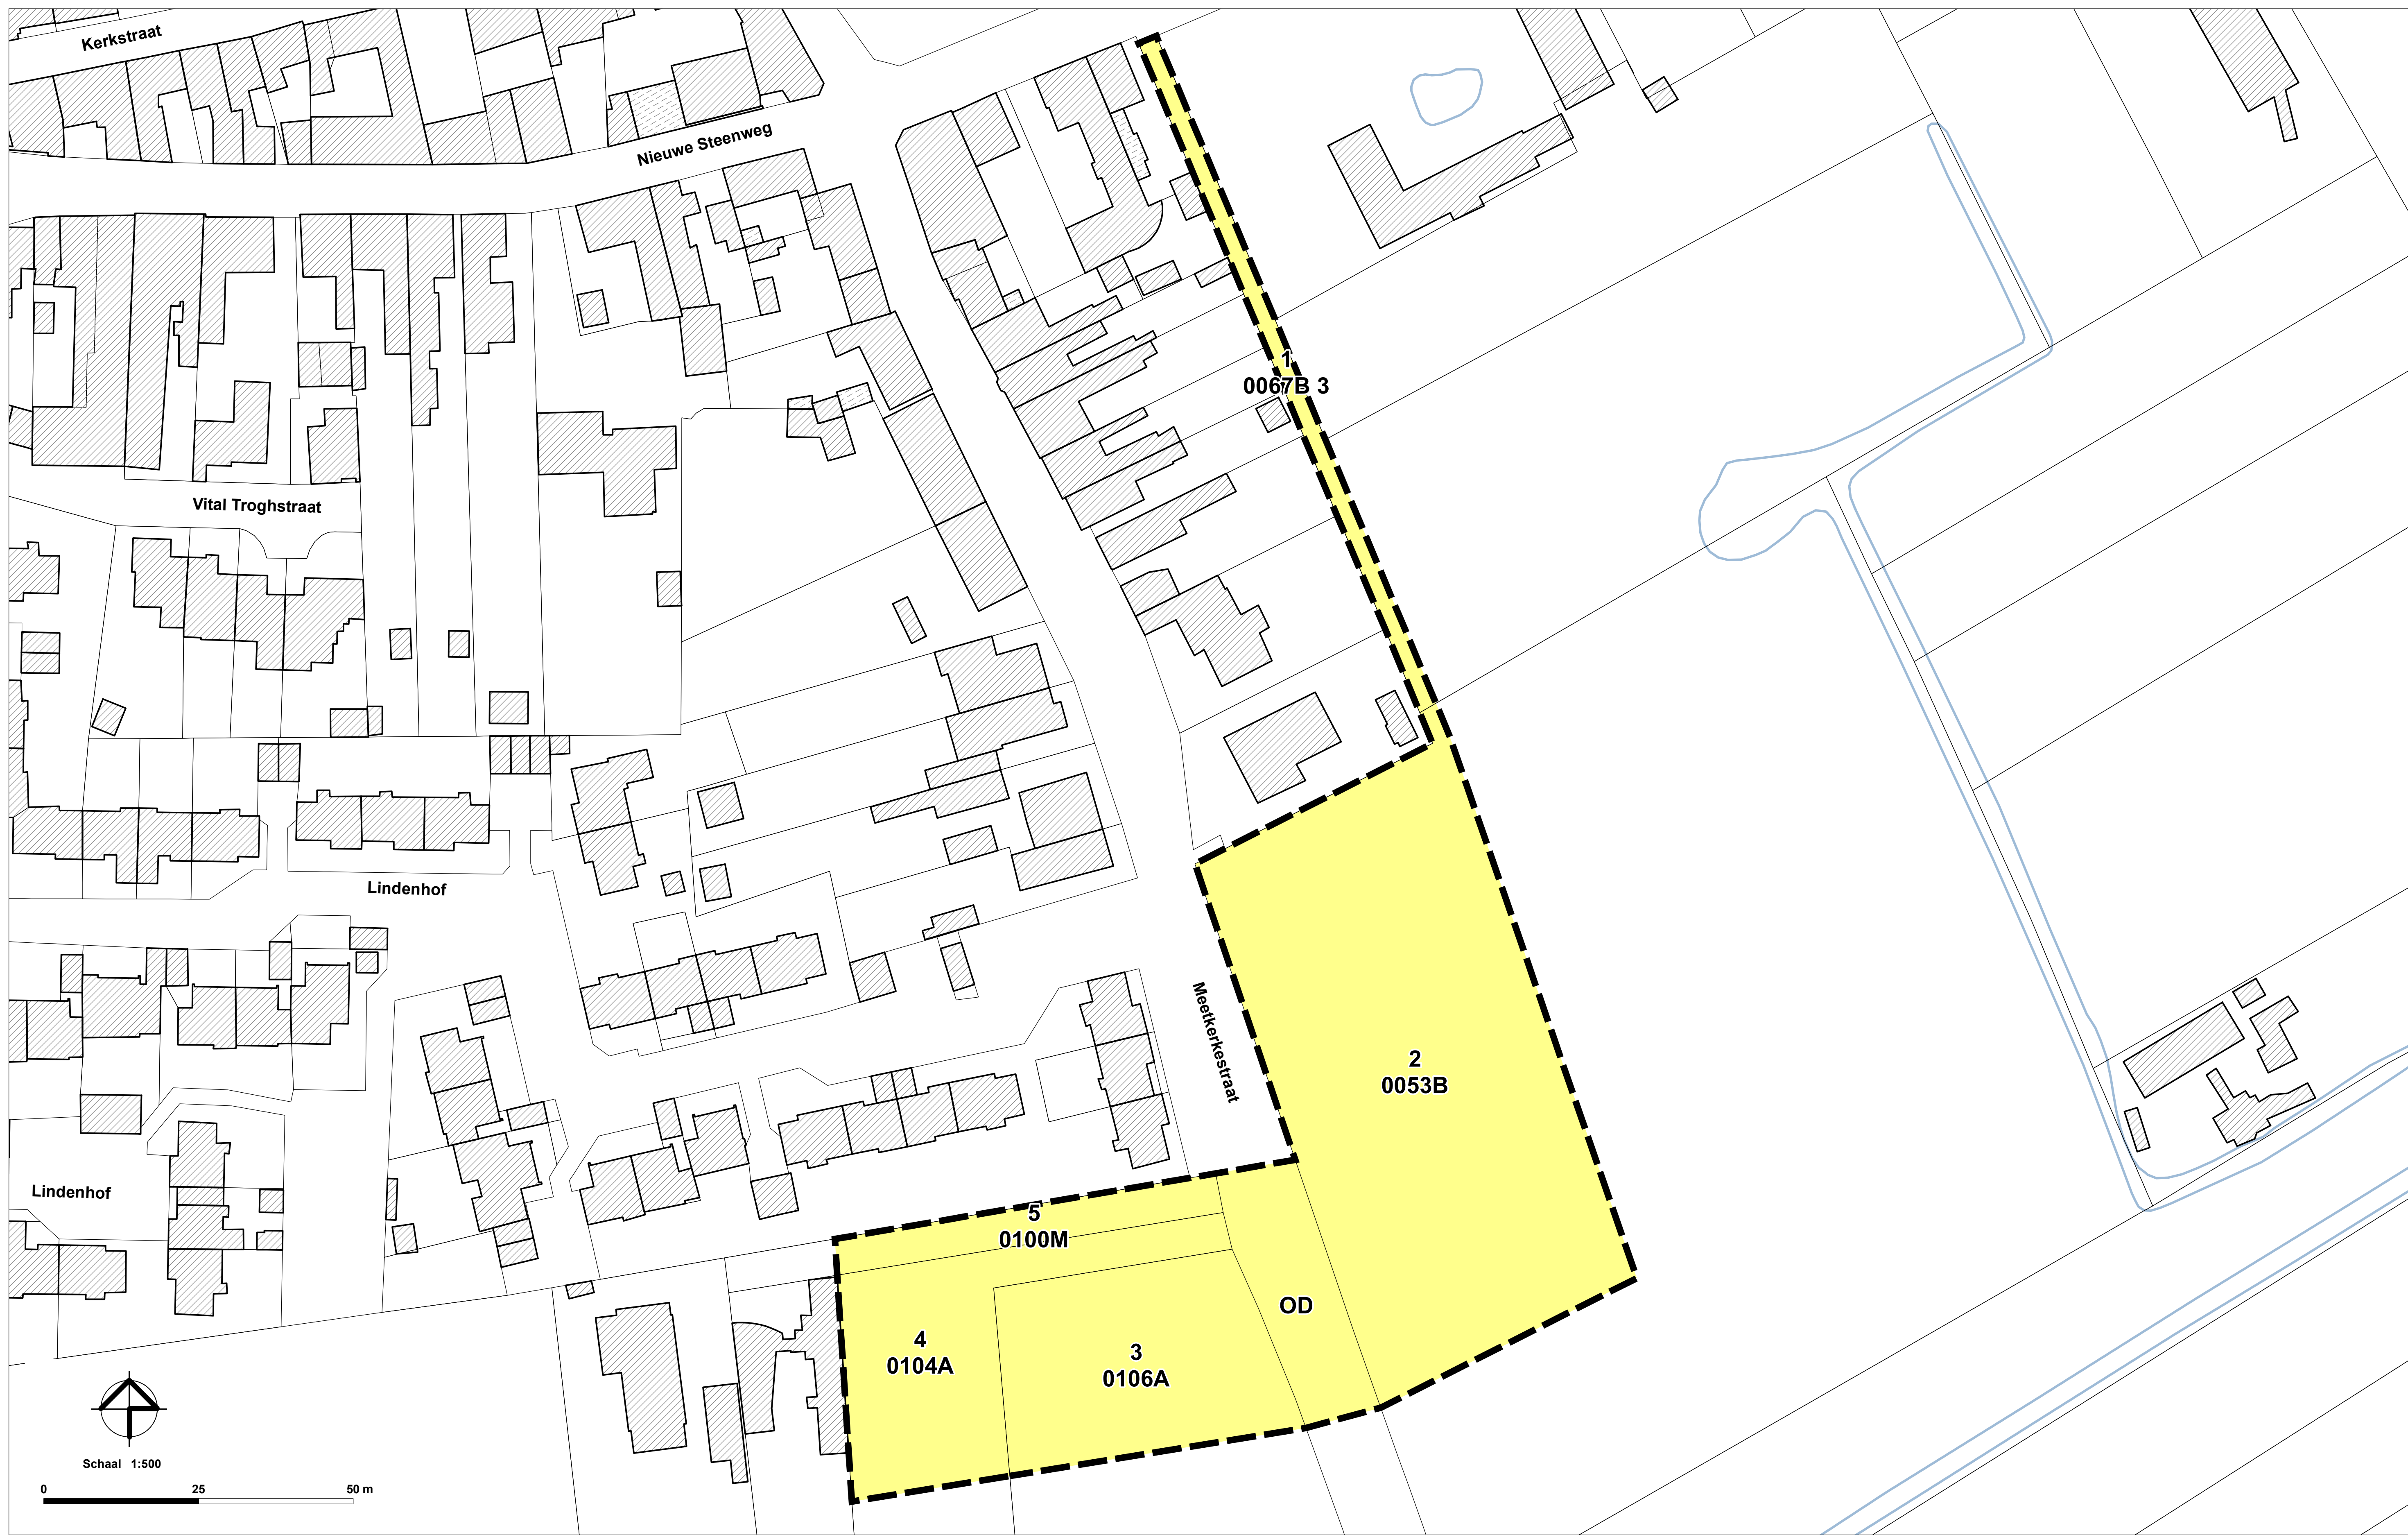 Kerkstraat
Nieuwe Steenweg
1
0067B 3
Vital Troghstraat
Lindenhof
Meetkerkestraat
2
0053B
Lindenhof
5
0100M
OD
4
0104A
3
0106A
Schaal 1:500
0 25 50 m